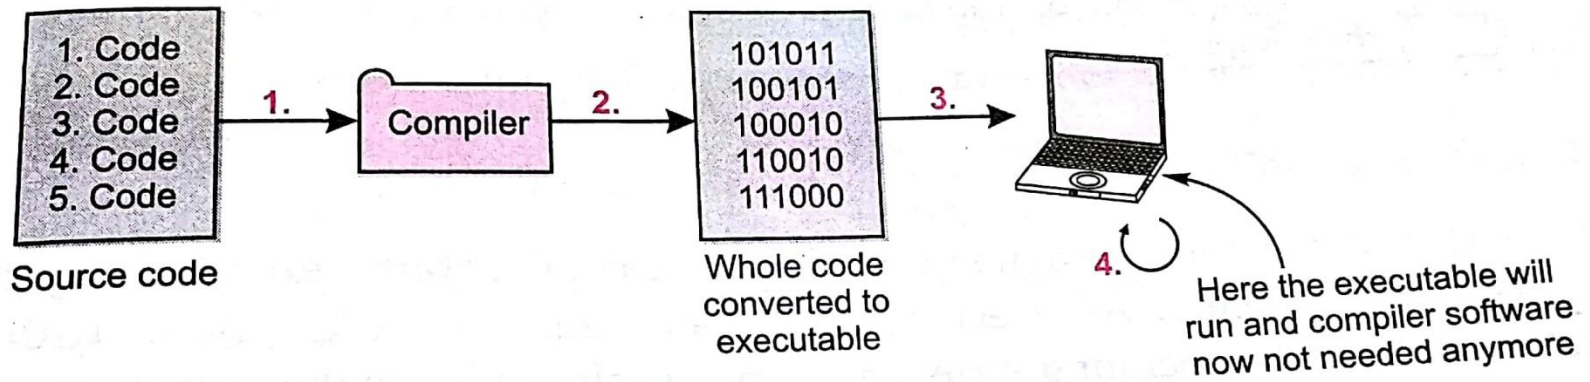 1. Code
2. Code
3. Code
4. Code
5. Code
Source code
1.
Compiler
2.
101011
100101
100010
110010
111000
Whole code
converted to
executable
3.
4.
Here the executable will
run and compiler software
now not needed anymore